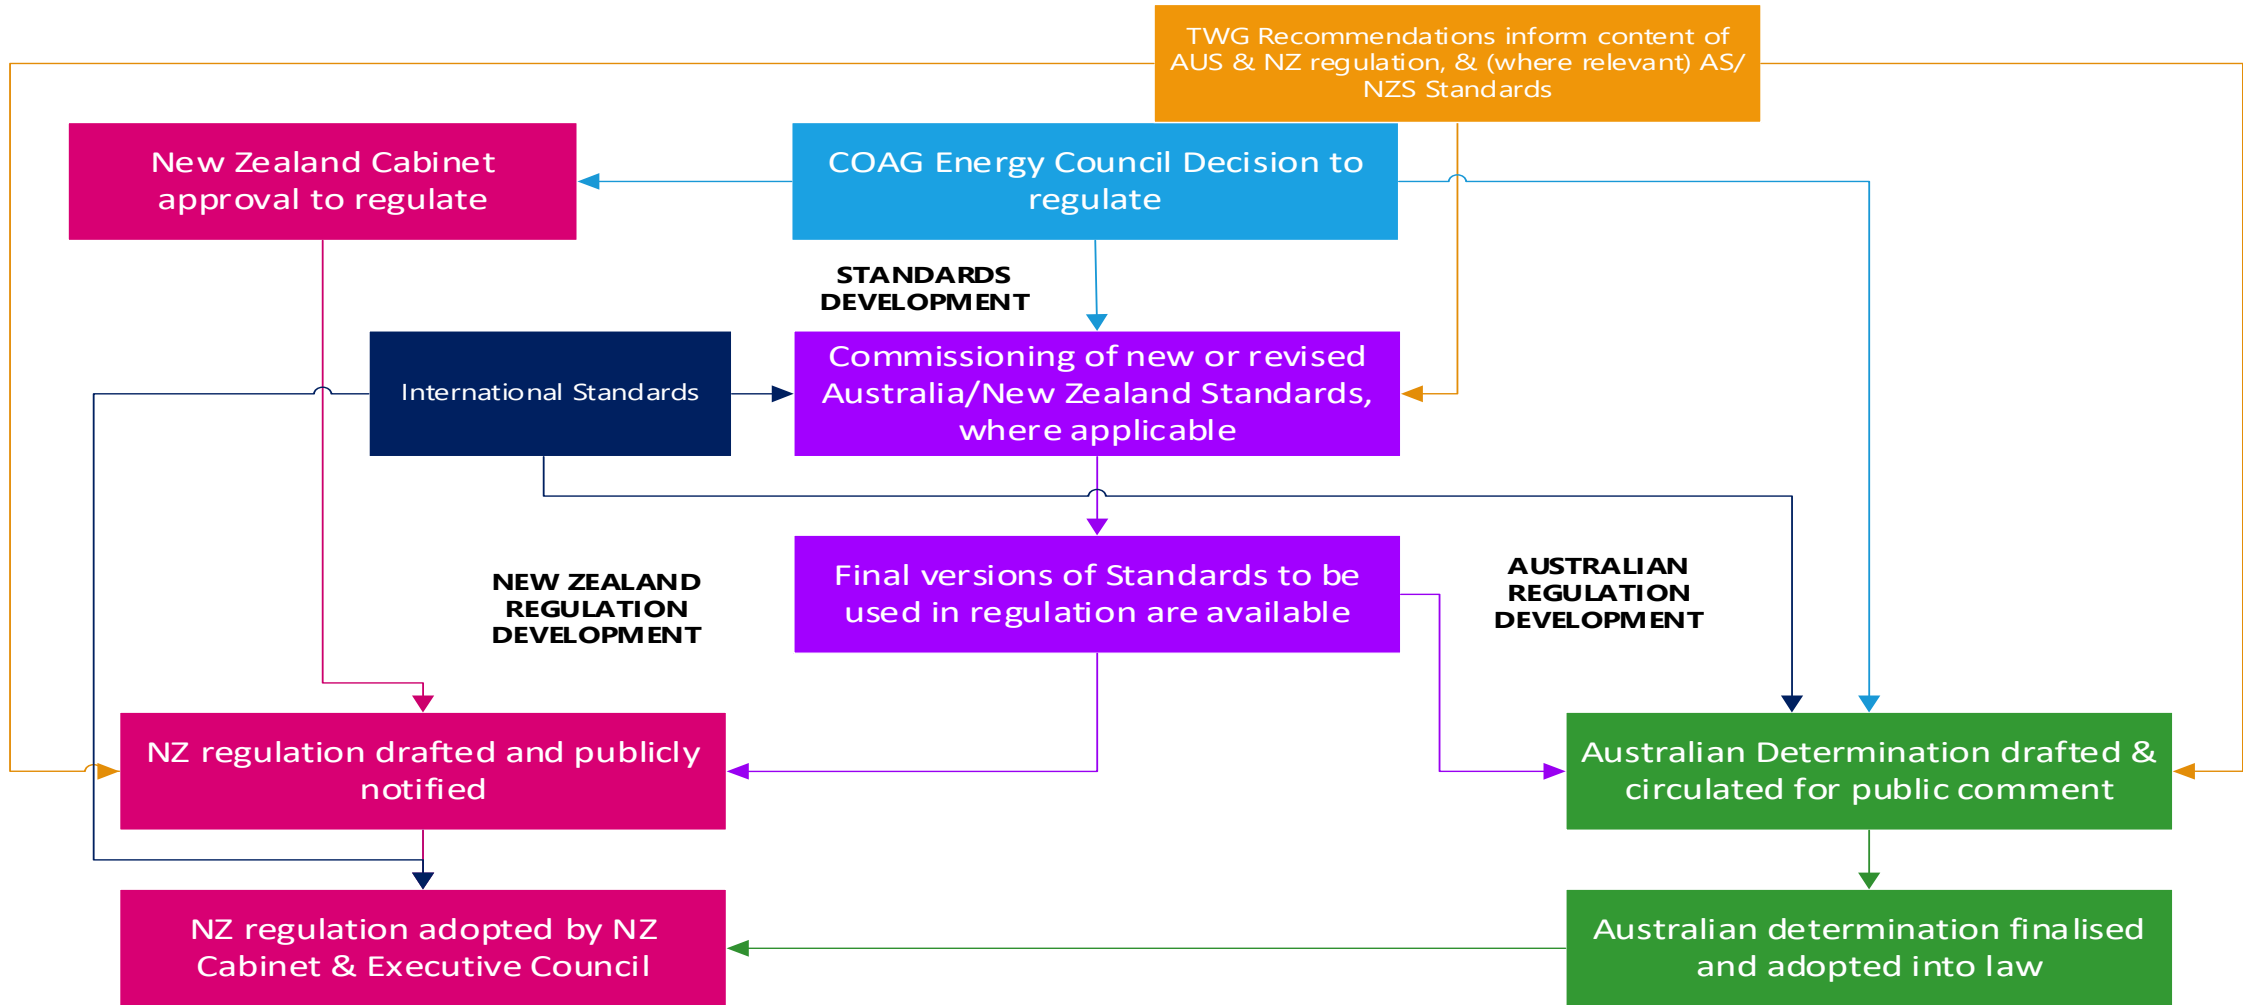 TWG Recommendations inform content of
AUS & NZ regulation, & (where relevant) AS/
NZS Standards
New Zealand Cabinet
approval to regulate
COAG Energy Council Decision to
regulate
STANDARDS
DEVELOPMENT
International Standards
Commissioning of new or revised
Australia/New Zealand Standards,
where applicable
NEW ZEALAND
REGULATION
DEVELOPMENT
Final versions of Standards to be
used in regulation are available
AUSTRALIAN
REGULATION
DEVELOPMENT
NZ regulation drafted and publicly
notified
Australian Determination drafted &
circulated for public comment
NZ regulation adopted by NZ
Cabinet & Executive Council
Australian determination finalised
and adopted into law